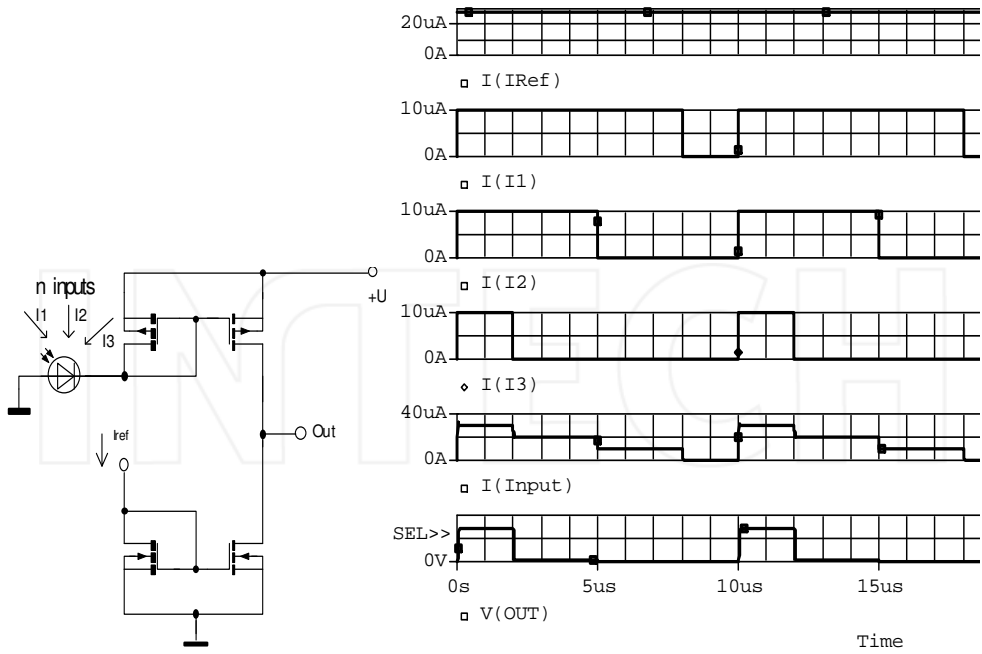 n inputs
I1
I2
I3
+U
Out
Iref
INTECH
20uA
0A
I(IRef)
10uA
0A
I(I1)
10uA
0A
I(I2)
10uA
0A
I(I3)
40uA
0A
I(Input)
SEL>>
0V
0s
5us
10us
15us
V(OUT)
Time